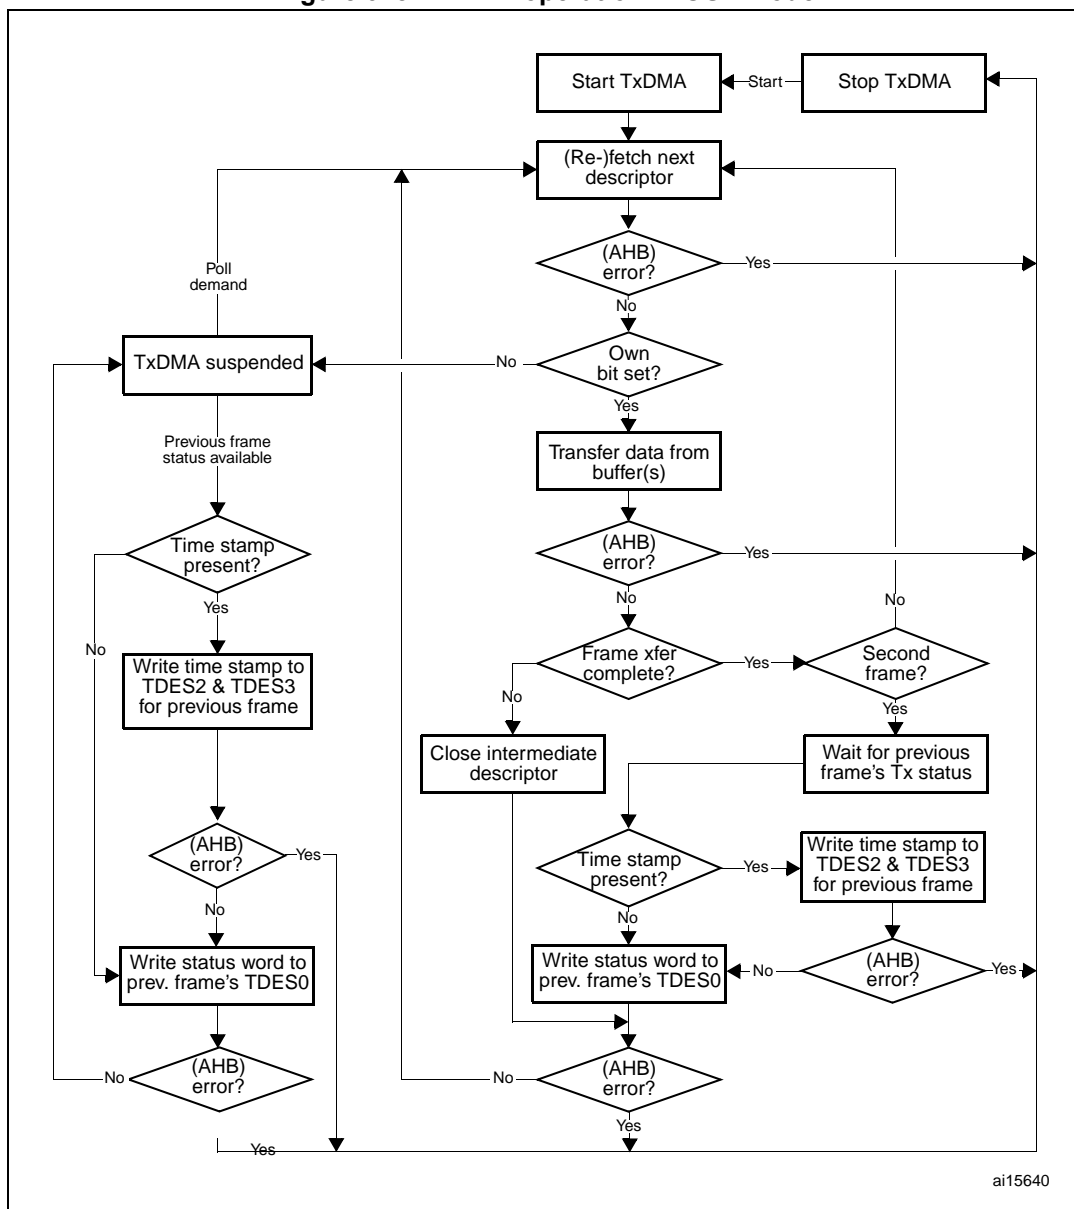 Start TxDMA
Start
Stop TxDMA
(Re-)fetch next
descriptor
(AHB)
error?
Yes
Poll
demand
No
TxDMA suspended
No
Own
bit set?
Yes
Previous frame
status available
Transfer data from
buffer(s)
Time stamp
present?
(AHB)
error?
Yes
No
No
Yes
No
Frame xfer
complete?
Yes
Second
frame?
Write time stamp to
TDES2 & TDES3
for previous frame
No
Yes
Close intermediate
descriptor
Wait for previous
frame's Tx status
(AHB)
error?
Yes
Time stamp
present?
Yes
Write time stamp to
TDES2 & TDES3
for previous frame
No
No
Write status word to
prev. frame's TDES0
Write status word to
prev. frame's TDES0
No
(AHB)
error?
Yes
No
(AHB)
error?
No
(AHB)
error?
Yes
Yes
ai15640